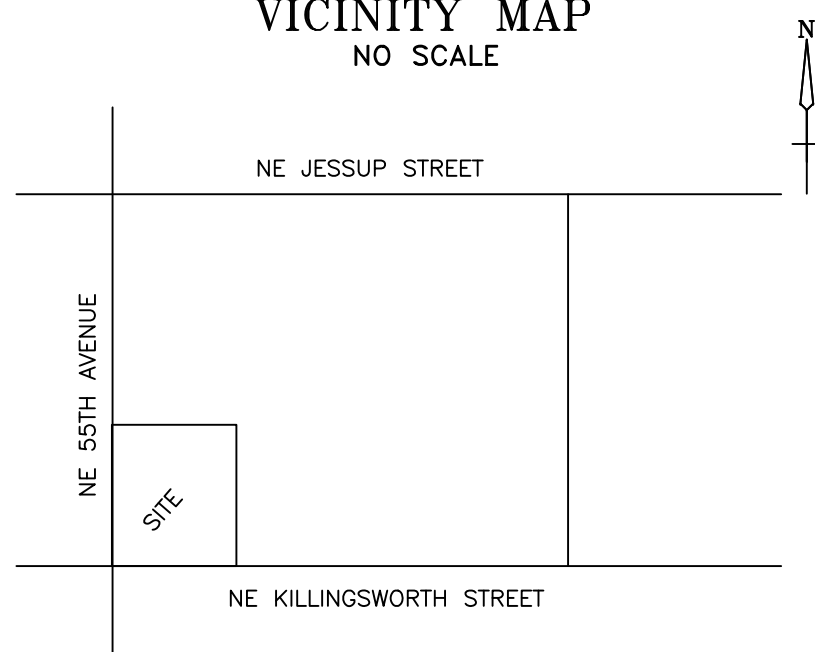 VICINITY MAP
NO SCALE
N
NE JESSUP STREET
NE 55TH AVENUE
SITE
NE KILLINGSWORTH STREET